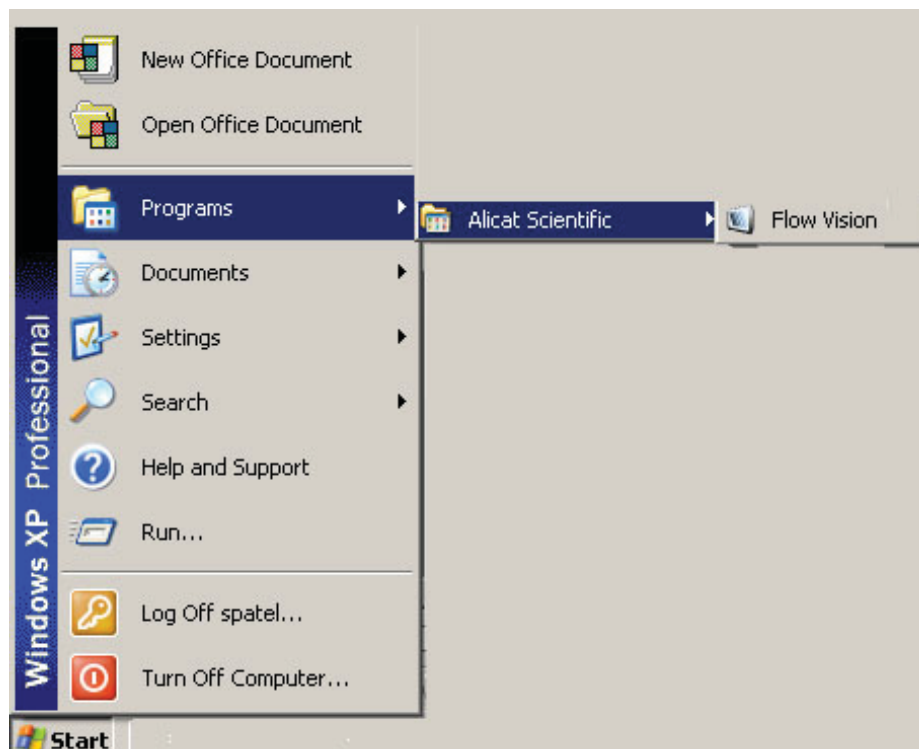 New Office Document
Open Office Document
Programs
Alicat Scientific
Flow Vision
Documents
Settings
Search
Help and Support
Run...
Log Off spatel...
Turn Off Computer...
Windows XP Professional
Start